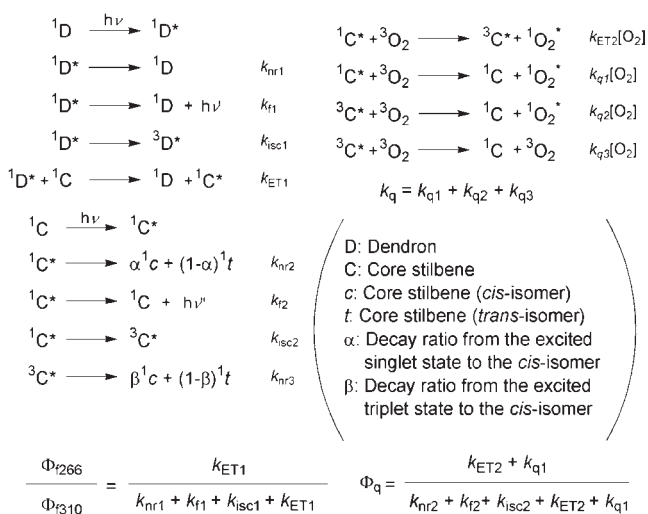 ¹D hν → ¹D*
¹D* → ¹D k_nr1
¹D* → ¹D + hν k_f1
¹D* → ³D* k_isc1
¹D* + ¹C → ¹D + ¹C* k_ET1
¹C hν → ¹C*
¹C* → α¹c + (1-α)¹t k_nr2
¹C* → ¹C + hν' k_f2
¹C* → ³C* k_isc2
³C* → β¹c + (1-β)¹t k_nr3
¹C* + ³O₂ → ³C* + ¹O₂* k_ET2[O₂]
¹C* + ³O₂ → ¹C + ¹O₂* k_q1[O₂]
³C* + ³O₂ → ¹C + ¹O₂* k_q2[O₂]
³C* + ³O₂ → ¹C + ³O₂ k_q3[O₂]
k_q = k_q1 + k_q2 + k_q3
D: Dendron
C: Core stilbene
c: Core stilbene (cis-isomer)
t: Core stilbene (trans-isomer)
α: Decay ratio from the excited
singlet state to the cis-isomer
β: Decay ratio from the excited
triplet state to the cis-isomer
Φ_f266 / Φ_f310 = k_ET1 / k_nr1 + k_f1 + k_isc1 + k_ET1
Φ_q = k_ET2 + k_q1 / k_nr2 + k_f2 + k_isc2 + k_ET2 + k_q1